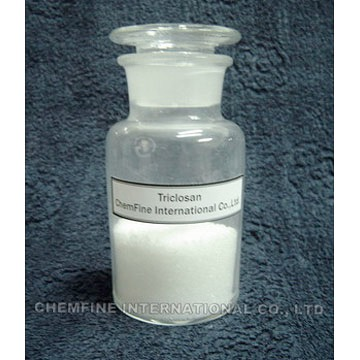 Triclosan
ChemFine International Co.,Ltd
CHEMFINE INTERNATIONAL CO., LTD